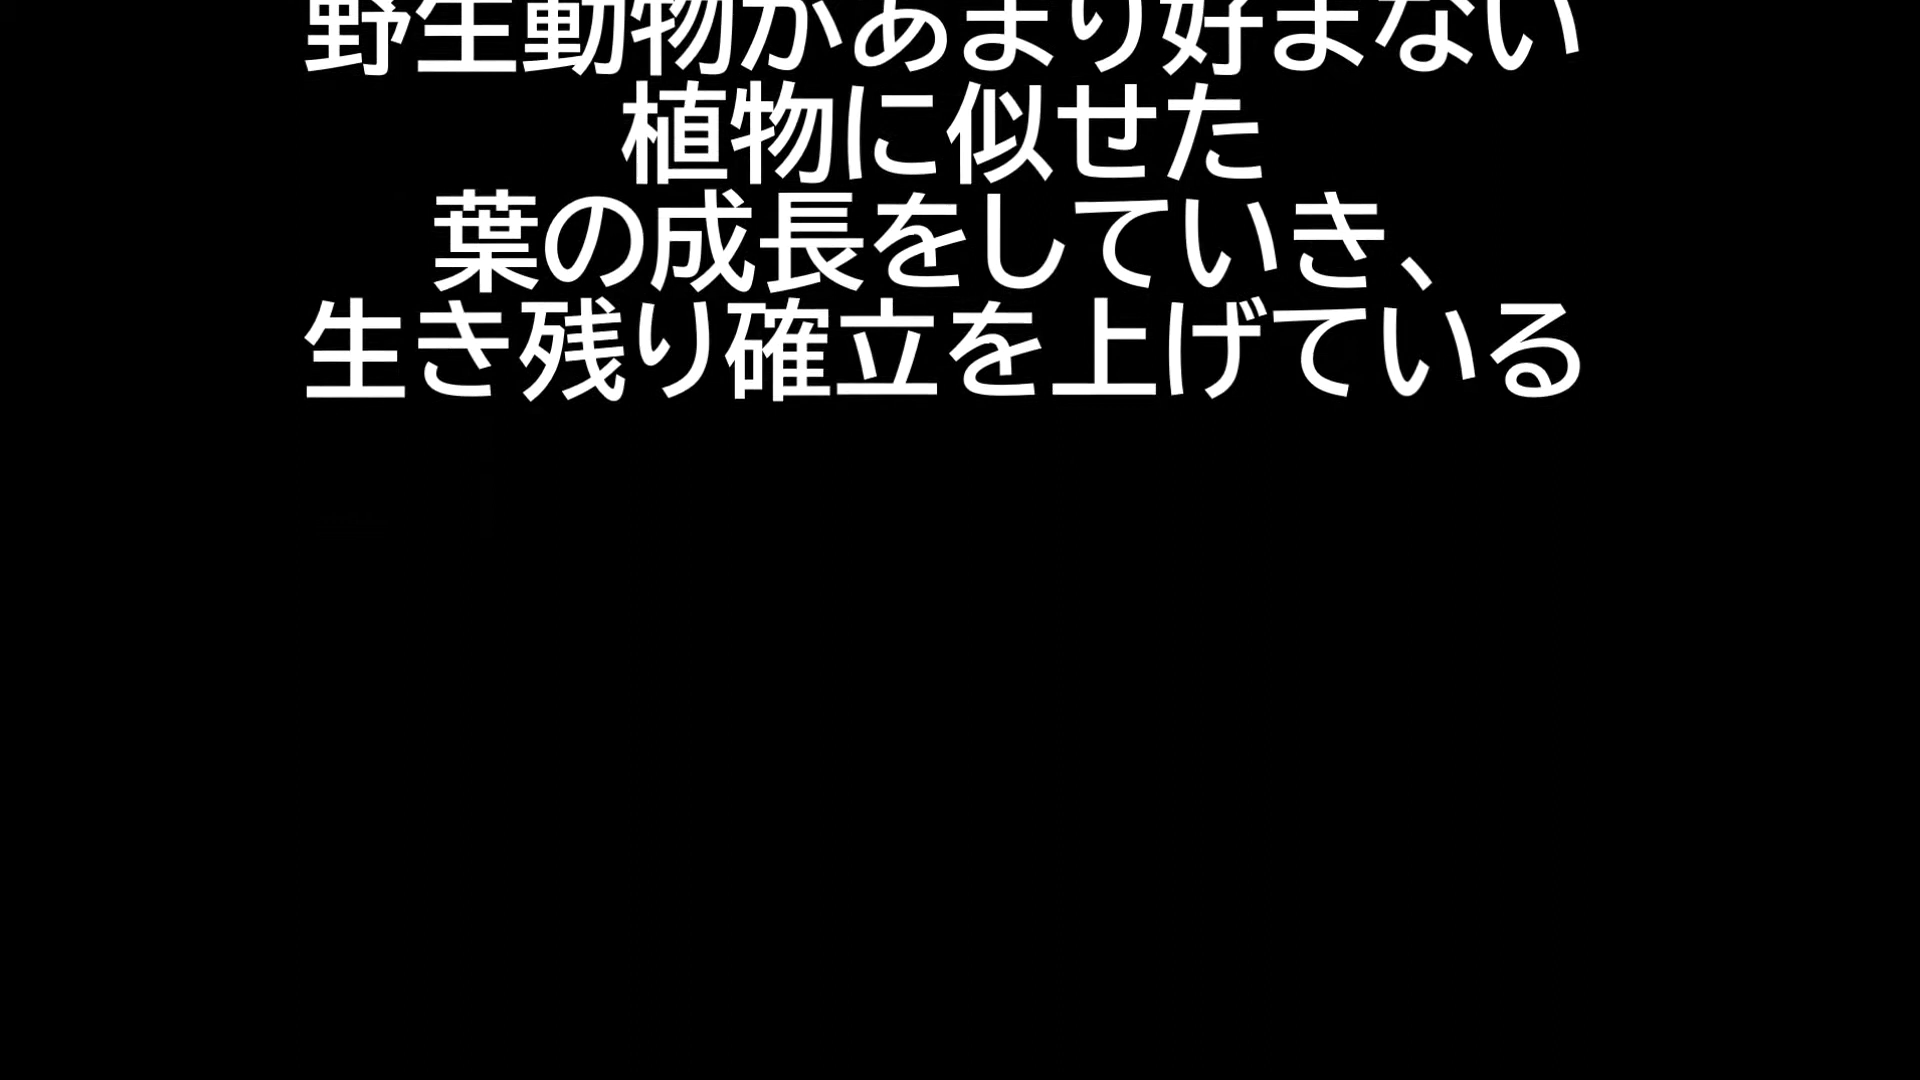 野生動物があまり好まない
植物に似せた
葉の成長をしていき、
生き残り確立を上げている